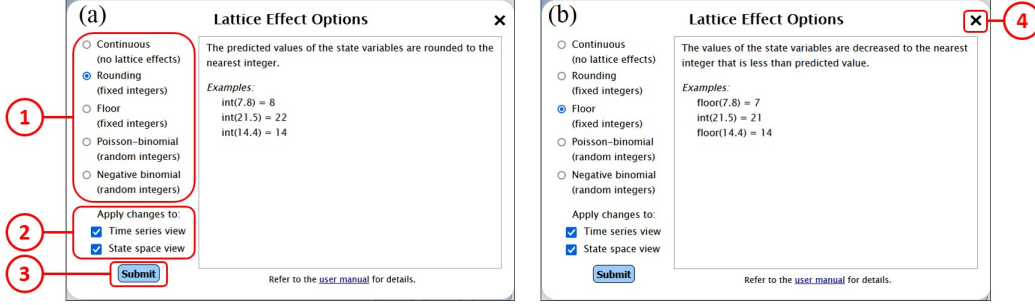 (a)
Lattice Effect Options
×
Continuous
(no lattice effects)
Rounding
(fixed integers)
Floor
(fixed integers)
Poisson-binomial
(random integers)
Negative binomial
(random integers)
The predicted values of the state variables are rounded to the
nearest integer.
Examples:
int(7.8) = 8
int(21.5) = 22
int(14.4) = 14
Apply changes to:
Time series view
State space view
Submit
Refer to the user manual for details.
1
2
3
(b)
Lattice Effect Options
×
4
Continuous
(no lattice effects)
Rounding
(fixed integers)
Floor
(fixed integers)
Poisson-binomial
(random integers)
Negative binomial
(random integers)
The values of the state variables are decreased to the nearest
integer that is less than predicted value.
Examples:
floor(7.8) = 7
int(21.5) = 21
floor(14.4) = 14
Apply changes to:
Time series view
State space view
Submit
Refer to the user manual for details.